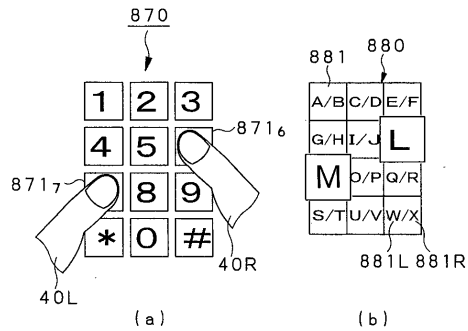 870
881 880
1 2 3
A/B C/D E/F
4 5
871₆
G/H I/J L
871₇
8 9
M O/P Q/R
* 0 #
S/T U/V W/X
40L 40R
881L 881R
(a) (b)